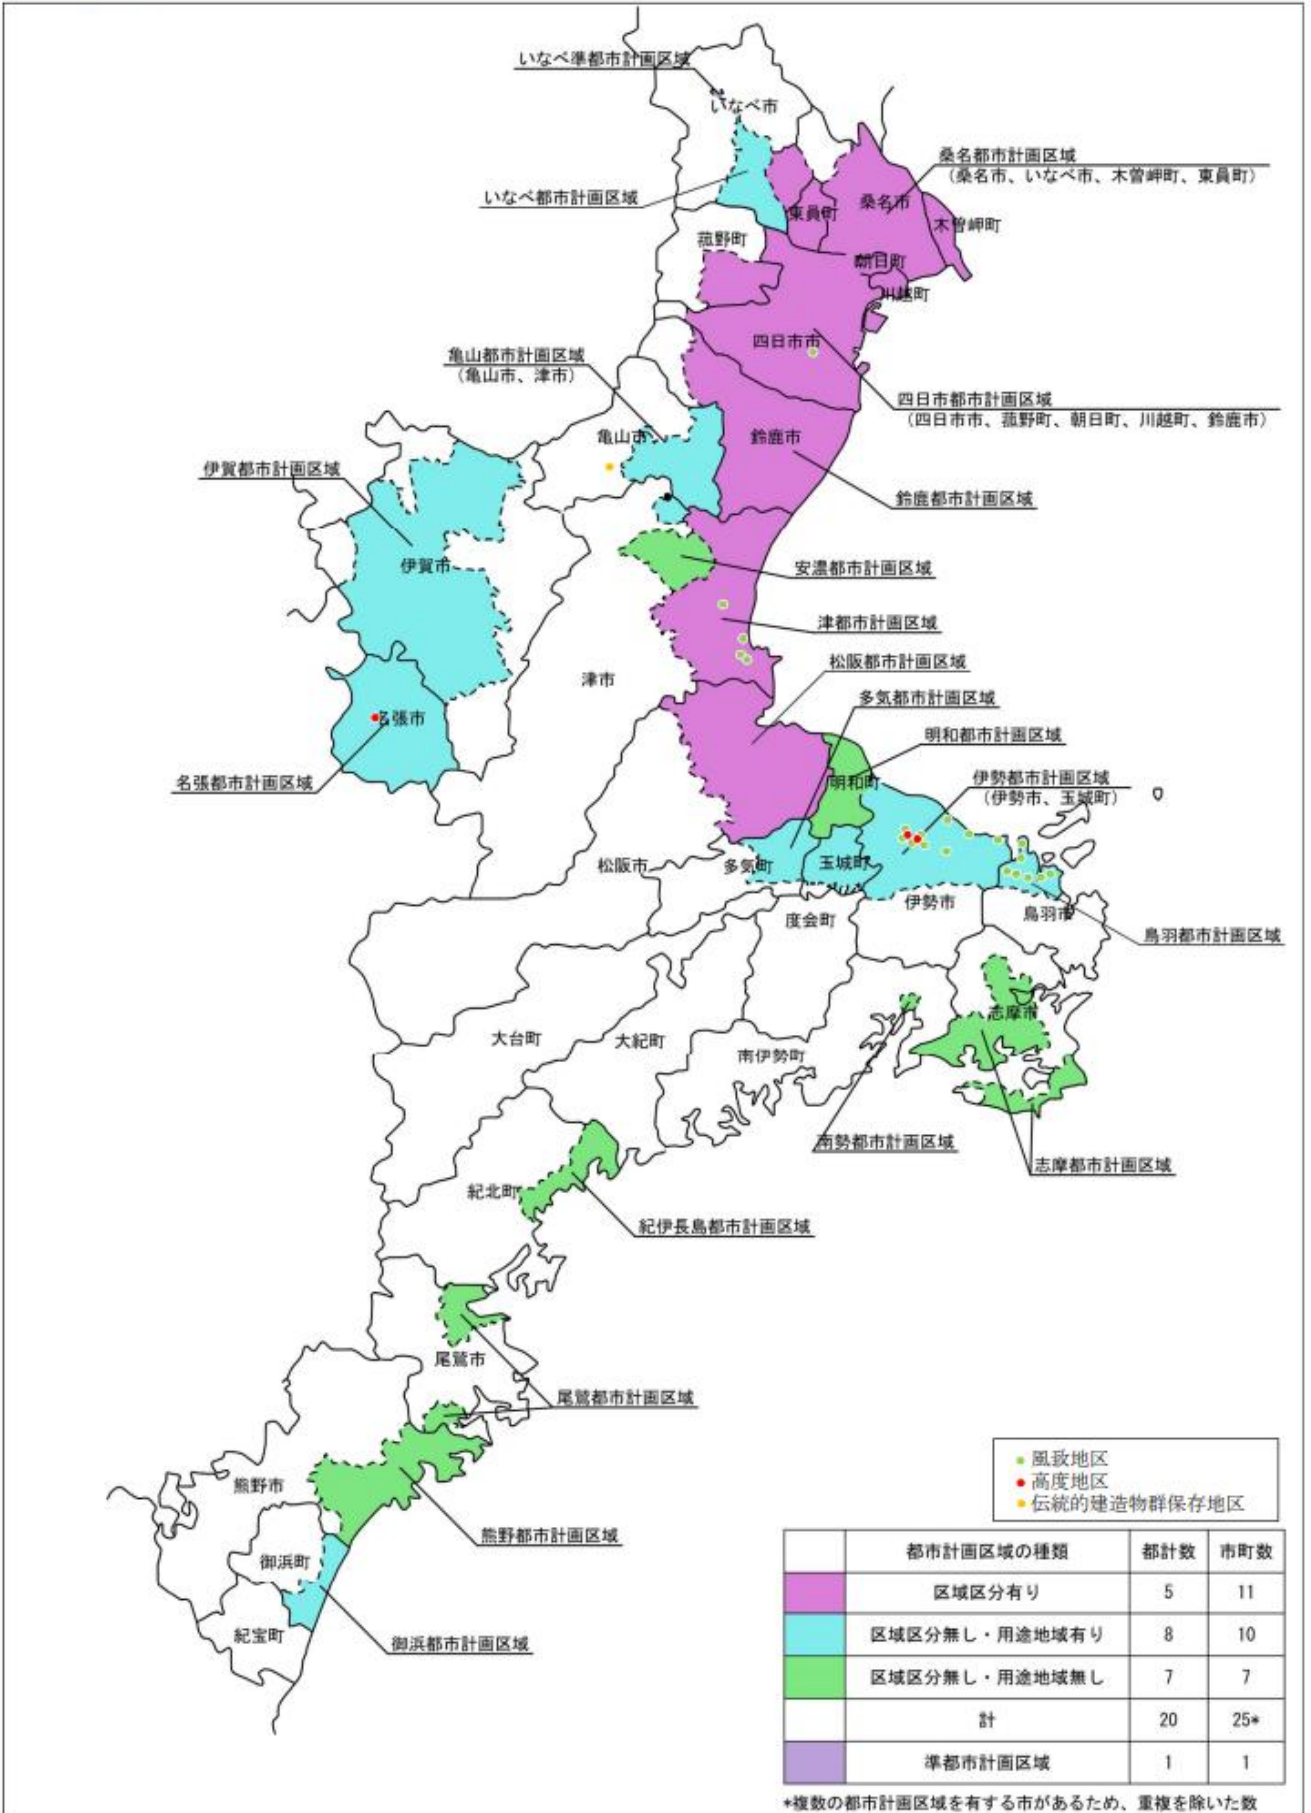 いなべ準都市計画区域
いなべ市
桑名都市計画区域
(桑名市、いなべ市、木曽岬町、東員町)
いなべ都市計画区域
東員町
桑名市
木曽岬町
菰野町
朝日町
川越町
四日市市
亀山都市計画区域
(亀山市、津市)
四日市都市計画区域
(四日市市、菰野町、朝日町、川越町、鈴鹿市)
亀山市
鈴鹿市
伊賀都市計画区域
鈴鹿都市計画区域
伊賀市
安濃都市計画区域
津都市計画区域
松阪都市計画区域
津市
多気都市計画区域
名張市
明和都市計画区域
名張都市計画区域
明和町
伊勢都市計画区域
(伊勢市、玉城町)
松阪市
多気町
玉城町
伊勢市
度会町
鳥羽市
鳥羽都市計画区域
志摩市
大台町
大紀町
南伊勢町
南勢都市計画区域
志摩都市計画区域
紀北町
紀伊長島都市計画区域
尾鷲市
尾鷲都市計画区域
熊野市
熊野都市計画区域
御浜町
紀宝町
御浜都市計画区域
風致地区
高度地区
伝統的建造物群保存地区
都市計画区域の種類 都計数 市町数
区域区分有り 5 11
区域区分無し・用途地域有り 8 10
区域区分無し・用途地域無し 7 7
計 20 25*
準都市計画区域 1 1
*複数の都市計画区域を有する市があるため、重複を除いた数